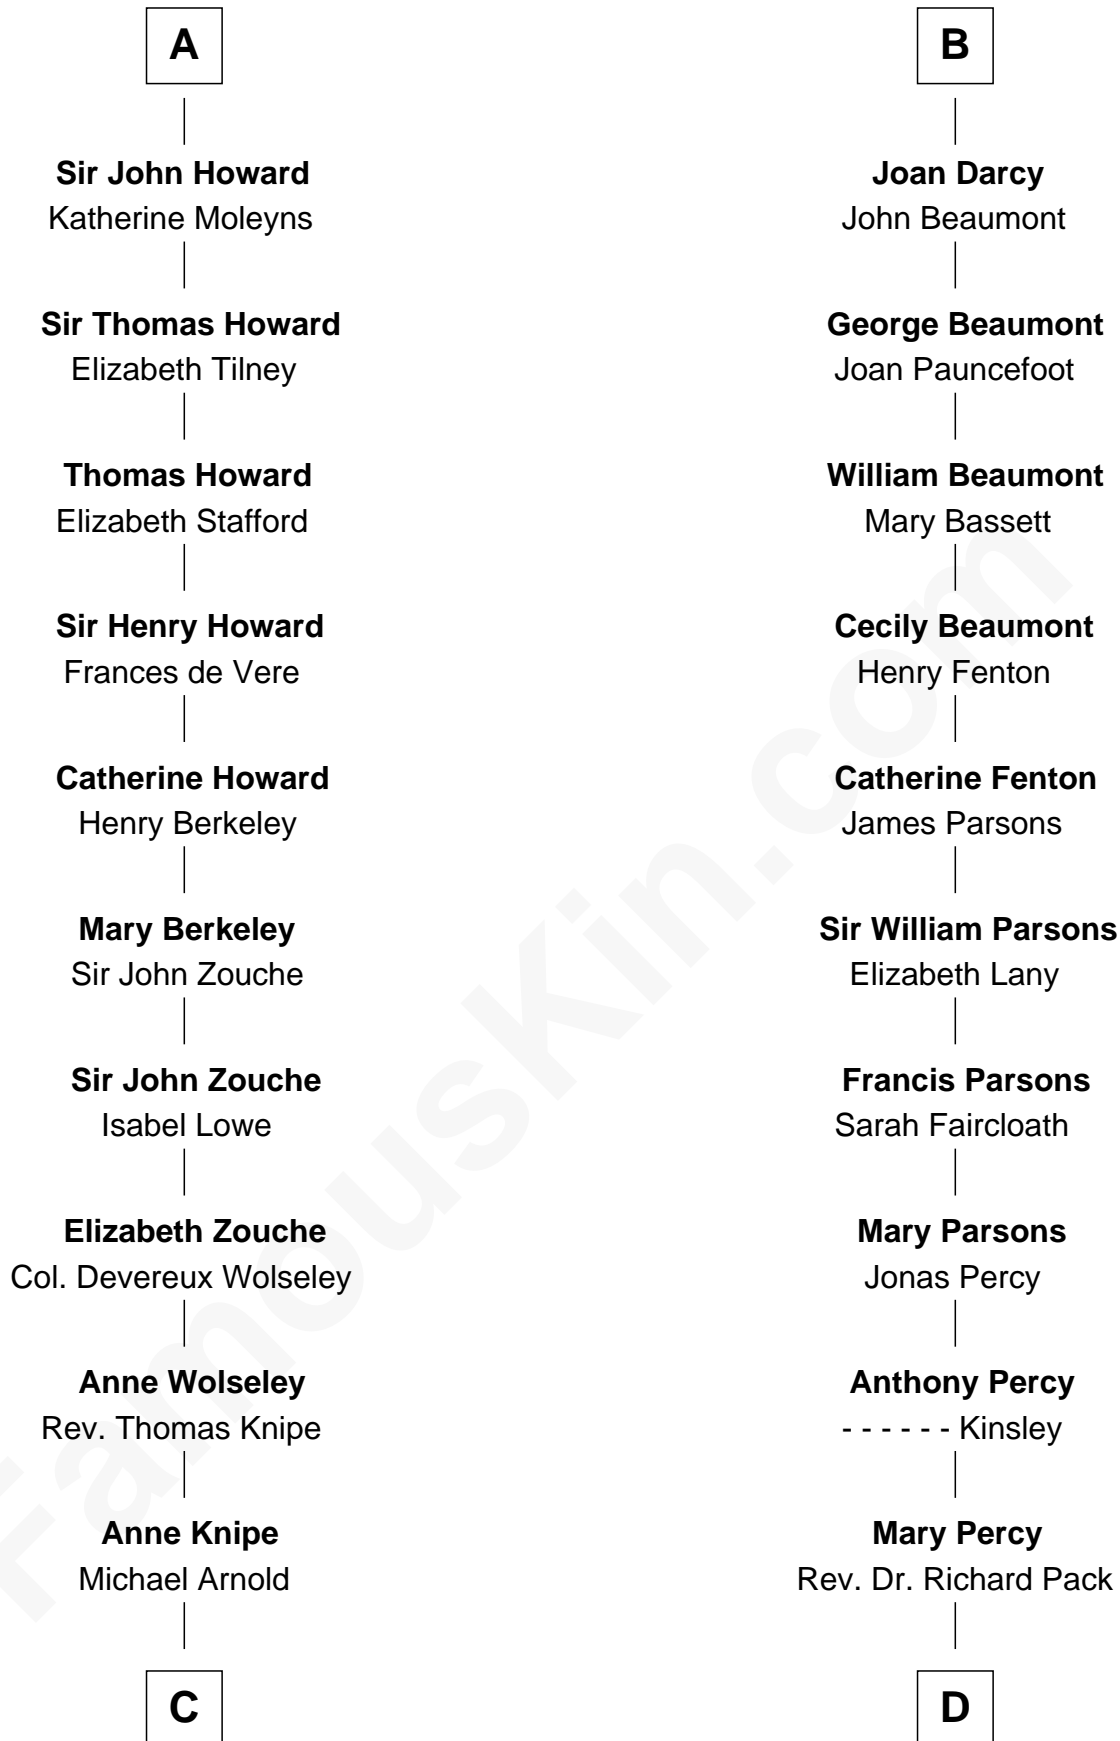 A
Sir John Howard
Katherine Moleyns
Sir Thomas Howard
Elizabeth Tilney
Thomas Howard
Elizabeth Stafford
Sir Henry Howard
Frances de Vere
Catherine Howard
Henry Berkeley
Mary Berkeley
Sir John Zouche
Sir John Zouche
Isabel Lowe
Elizabeth Zouche
Col. Devereux Wolseley
Anne Wolseley
Rev. Thomas Knipe
Anne Knipe
Michael Arnold
C
B
Joan Darcy
John Beaumont
George Beaumont
Joan Pauncefoot
William Beaumont
Mary Bassett
Cecily Beaumont
Henry Fenton
Catherine Fenton
James Parsons
Sir William Parsons
Elizabeth Lany
Francis Parsons
Sarah Faircloath
Mary Parsons
Jonas Percy
Anthony Percy
- - - - - - Kinsley
Mary Percy
Rev. Dr. Richard Pack
D
FamousKin.com